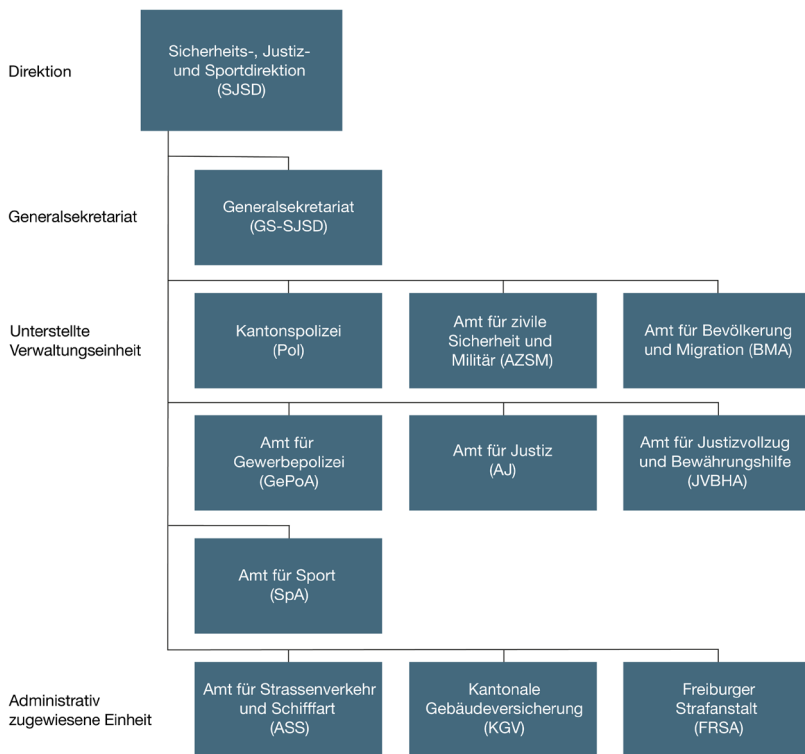 Direktion
Sicherheits-, Justiz-
und Sportdirektion
(SJSD)
Generalsekretariat
Generalsekretariat
(GS-SJSD)
Unterstellte
Verwaltungseinheit
Kantonspolizei
(Pol)
Amt für zivile
Sicherheit und
Militär (AZSM)
Amt für Bevölkerung
und Migration (BMA)
Amt für
Gewerbepolizei
(GePoA)
Amt für Justiz
(AJ)
Amt für Justizvollzug
und Bewährungshilfe
(JVBHA)
Amt für Sport
(SpA)
Administrativ
zugewiesene Einheit
Amt für Strassenverkehr
und Schifffart
(ASS)
Kantonale
Gebäudeversicherung
(KGV)
Freiburger
Strafanstalt
(FRSA)